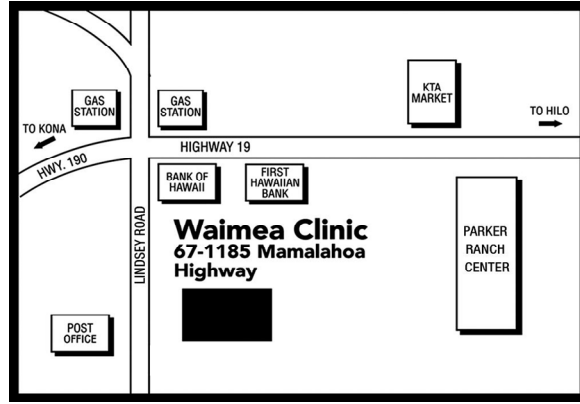 GAS
STATION
GAS
STATION
KTA
MARKET
TO HILO
TO KONA
HIGHWAY 19
HWY. 190
BANK OF
HAWAII
FIRST
HAWAIIAN
BANK
LINDSEY ROAD
Waimea Clinic
67-1185 Mamalahoa
Highway
PARKER
RANCH
CENTER
POST
OFFICE